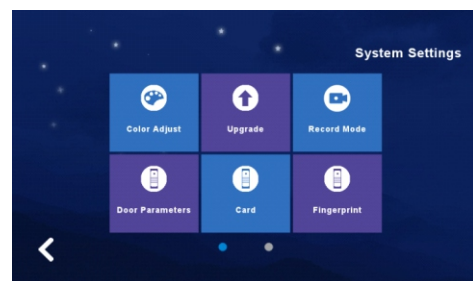 System Settings
Color Adjust
Upgrade
Record Mode
Door Parameters
Card
Fingerprint